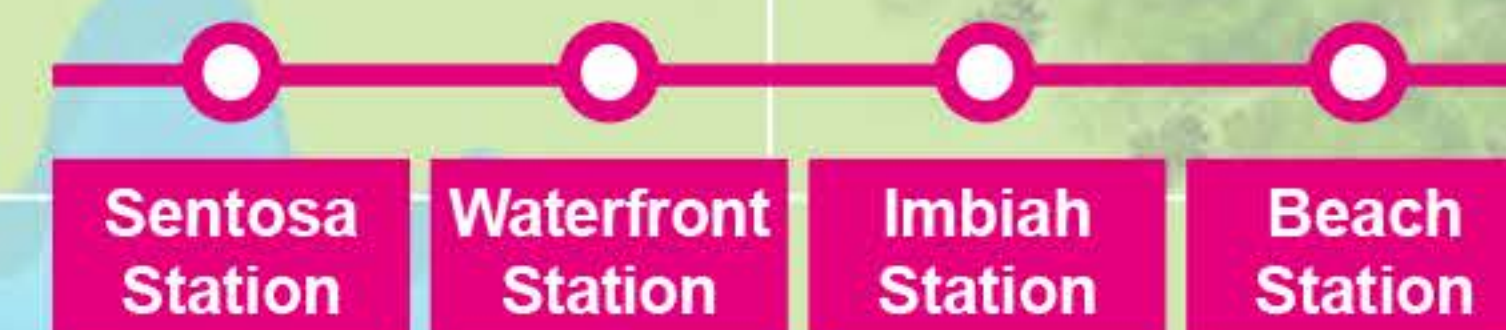 Sentosa
Station
Waterfront
Station
Imbiah
Station
Beach
Station